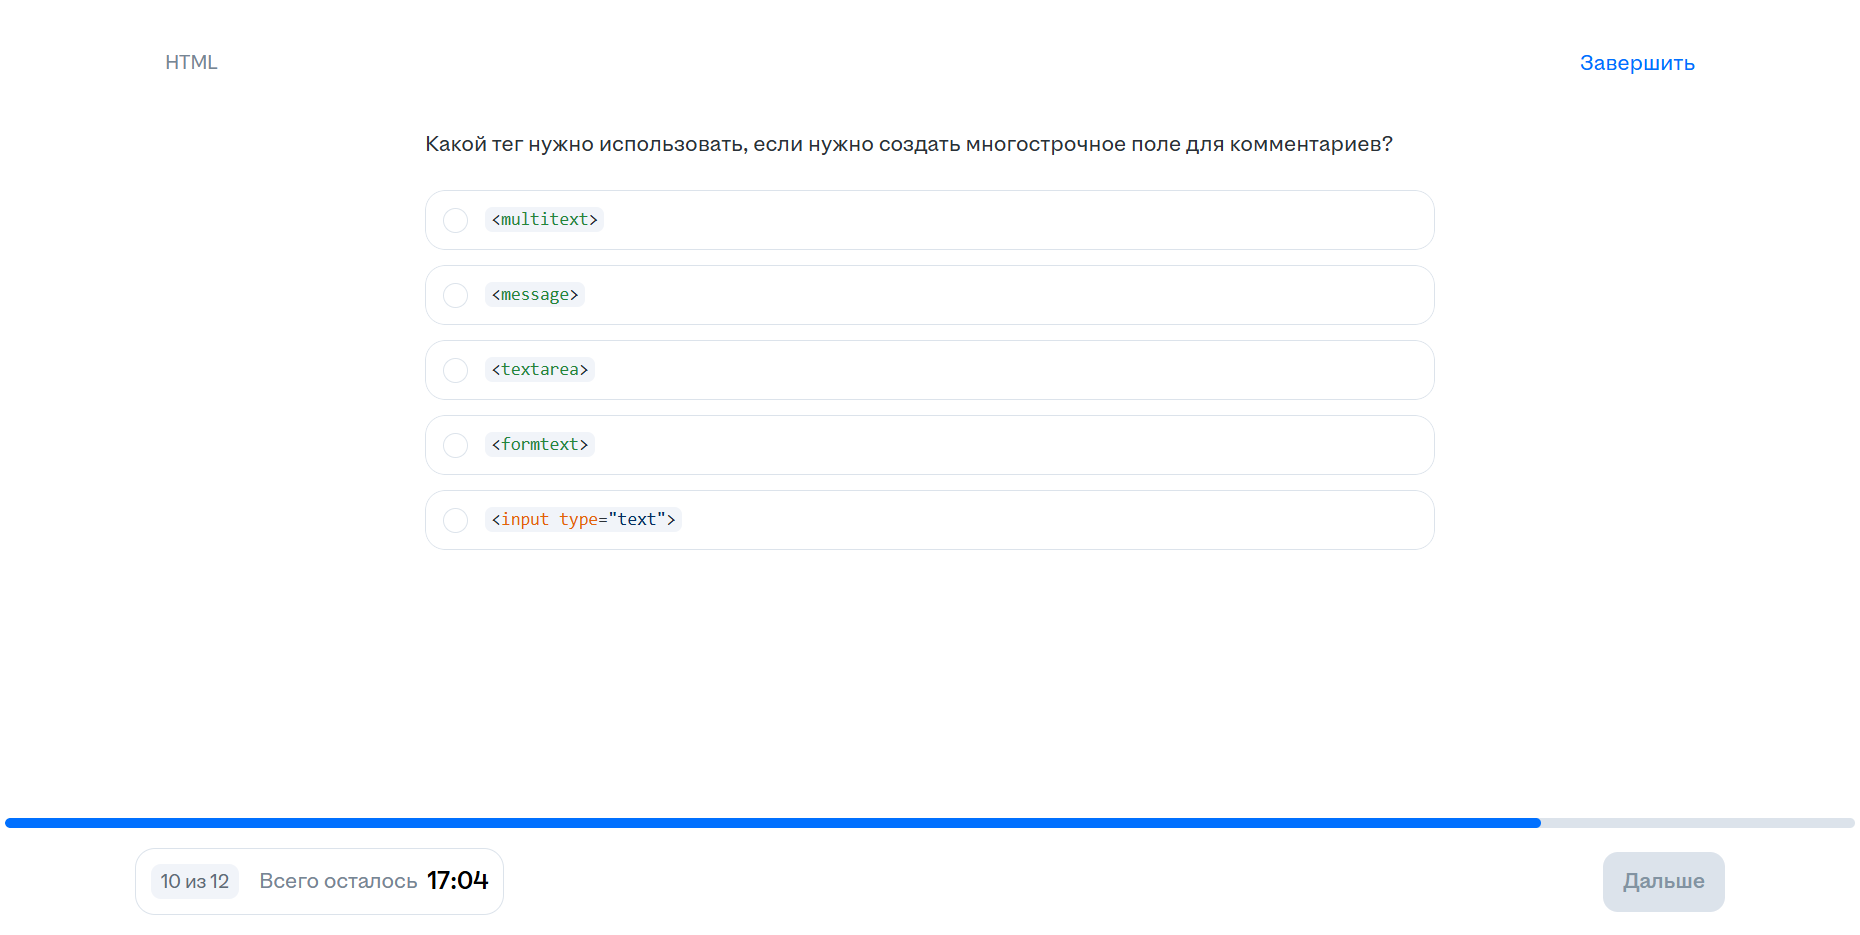 HTML
Завершить
Какой тег нужно использовать, если нужно создать многострочное поле для комментариев?
<multitext>
<message>
<textarea>
<formtext>
<input type="text">
10 из 12 Всего осталось 17:04
Дальше